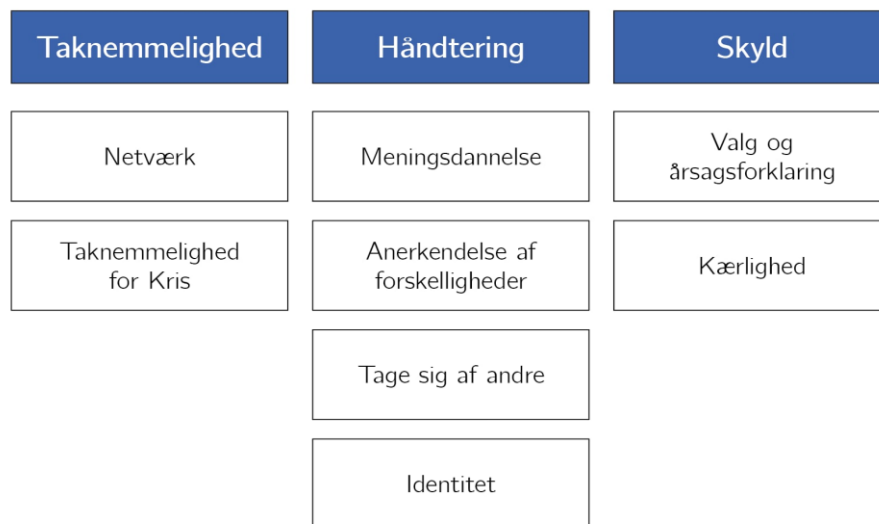 Taknemmelighed
Håndtering
Skyld
Netværk
Meningsdannelse
Valg og
årsagsforklaring
Taknemmelighed
for Kris
Anerkendelse af
forskelligheder
Kærlighed
Tage sig af andre
Identitet